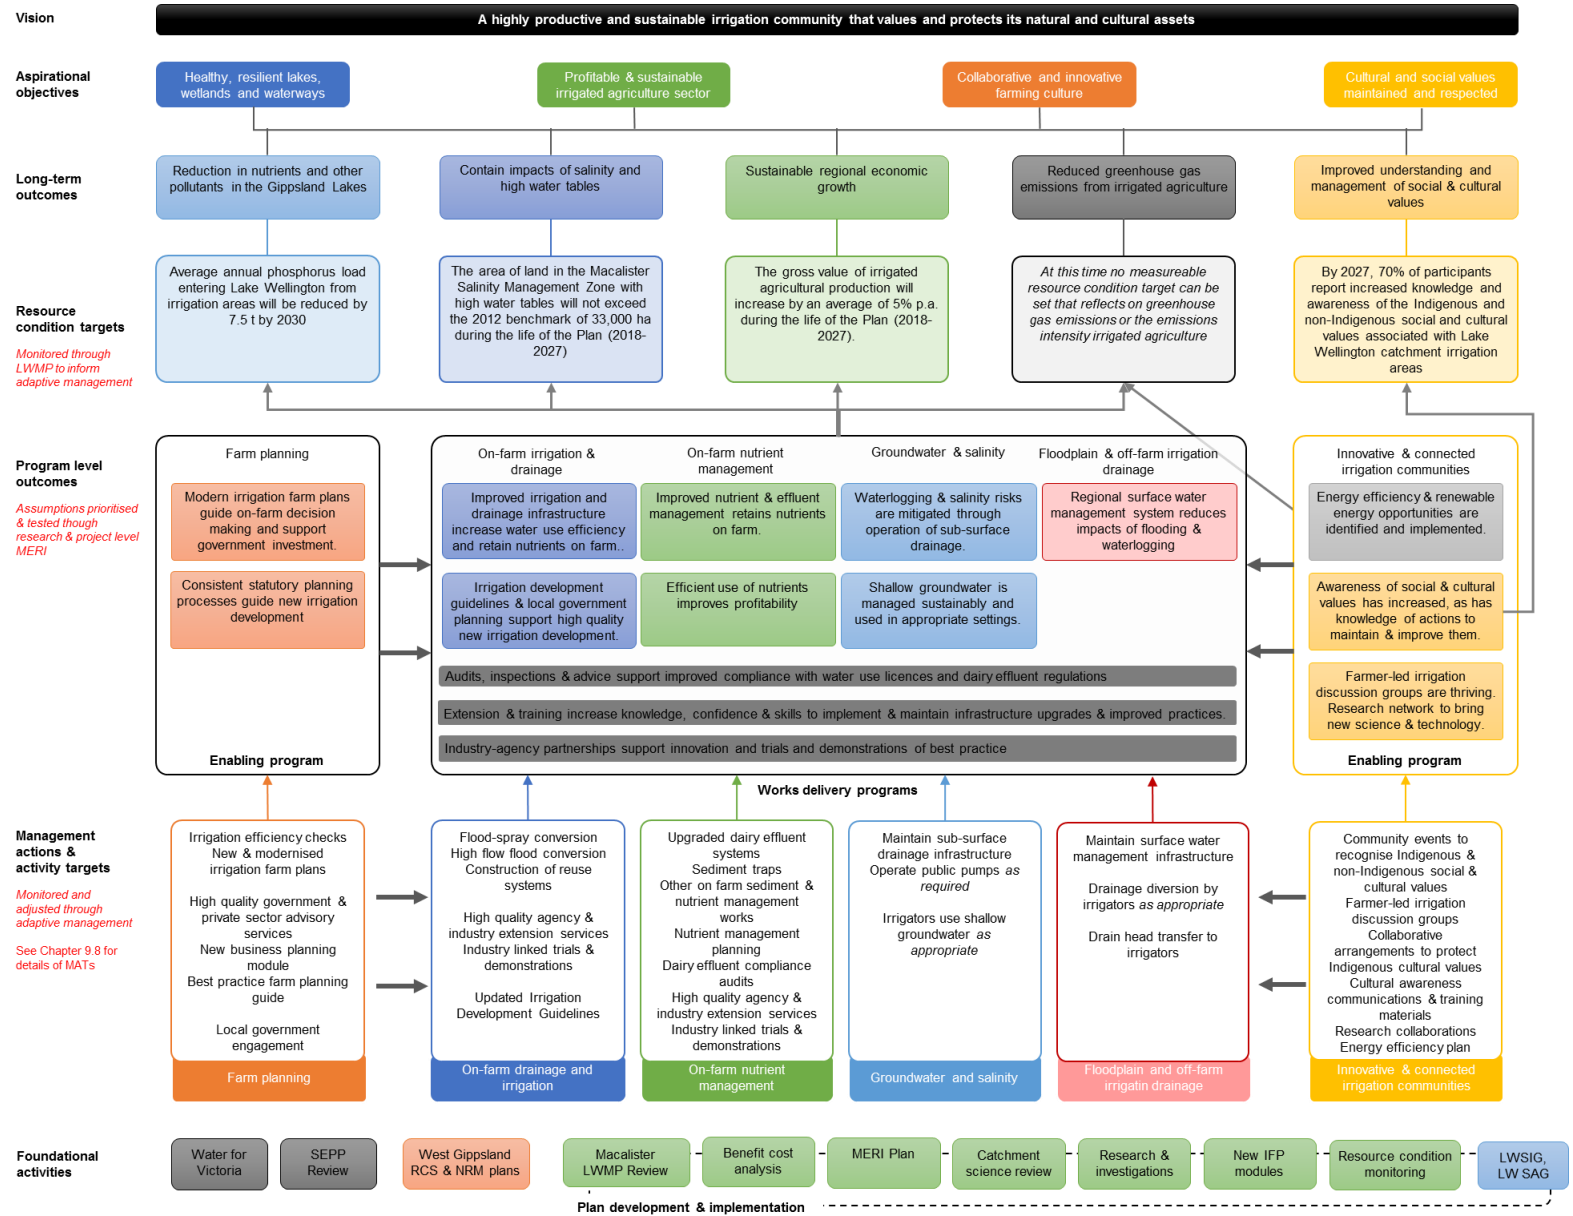 Vision
A highly productive and sustainable irrigation community that values and protects its natural and cultural assets
Aspirational
objectives
Healthy, resilient lakes,
wetlands and waterways
Profitable & sustainable
irrigated agriculture sector
Collaborative and innovative
farming culture
Cultural and social values
maintained and respected
Long-term
outcomes
Reduction in nutrients and other
pollutants in the Gippsland Lakes
Contain impacts of salinity and
high water tables
Sustainable regional economic
growth
Reduced greenhouse gas
emissions from irrigated agriculture
Improved understanding and
management of social & cultural
values
Resource
condition targets
Monitored through
LWMP to inform
adaptive management
Average annual phosphorus load
entering Lake Wellington from
irrigation areas will be reduced by
7.5 t by 2030
The area of land in the Macalister
Salinity Management Zone with
high water tables will not exceed
the 2012 benchmark of 33,000 ha
during the life of the Plan (2018-
2027)
The gross value of irrigated
agricultural production will
increase by an average of 5% p.a.
during the life of the Plan (2018-
2027).
At this time no measureable
resource condition target can be
set that reflects on greenhouse
gas emissions or the emissions
intensity irrigated agriculture
By 2027, 70% of participants
report increased knowledge and
awareness of the Indigenous and
non-Indigenous social and cultural
values associated with Lake
Wellington catchment irrigation
areas
Program level
outcomes
Assumptions prioritised
& tested though
research & project level
MERI
Farm planning
Modern irrigation farm plans
guide on-farm decision
making and support
government investment.
Consistent statutory planning
processes guide new irrigation
development
Enabling program
On-farm irrigation &
drainage
Improved irrigation and
drainage infrastructure
increase water use efficiency
and retain nutrients on farm..
Irrigation development
guidelines & local government
planning support high quality
new irrigation development.
On-farm nutrient
management
Improved nutrient & effluent
management retains nutrients
on farm.
Efficient use of nutrients
improves profitability
Groundwater & salinity
Waterlogging & salinity risks
are mitigated through
operation of sub-surface
drainage.
Shallow groundwater is
managed sustainably and
used in appropriate settings.
Floodplain & off-farm irrigation
drainage
Regional surface water
management system reduces
impacts of flooding &
waterlogging
Audits, inspections & advice support improved compliance with water use licences and dairy effluent regulations
Extension & training increase knowledge, confidence & skills to implement & maintain infrastructure upgrades & improved practices.
Industry-agency partnerships support innovation and trials and demonstrations of best practice
Innovative & connected
irrigation communities
Energy efficiency & renewable
energy opportunities are
identified and implemented.
Awareness of social & cultural
values has increased, as has
knowledge of actions to
maintain & improve them.
Farmer-led irrigation
discussion groups are thriving.
Research network to bring
new science & technology.
Enabling program
Works delivery programs
Management
actions &
activity targets
Monitored and
adjusted through
adaptive management
See Chapter 9.8 for
details of MATs
Irrigation efficiency checks
New & modernised
irrigation farm plans
High quality government &
private sector advisory
services
New business planning
module
Best practice farm planning
guide
Local government
engagement
Farm planning
Flood-spray conversion
High flow flood conversion
Construction of reuse
systems
High quality agency &
industry extension services
Industry linked trials &
demonstrations
Updated Irrigation
Development Guidelines
On-farm drainage and
irrigation
Upgraded dairy effluent
systems
Sediment traps
Other on farm sediment &
nutrient management
works
Nutrient management
planning
Dairy effluent compliance
audits
High quality agency &
industry extension services
Industry linked trials &
demonstrations
On-farm nutrient
management
Maintain sub-surface
drainage infrastructure
Operate public pumps as
required
Irrigators use shallow
groundwater as
appropriate
Groundwater and salinity
Maintain surface water
management infrastructure
Drainage diversion by
irrigators as appropriate
Drain head transfer to
irrigators
Floodplain and off-farm
irrigatin drainage
Community events to
recognise Indigenous &
non-Indigenous social &
cultural values
Farmer-led irrigation
discussion groups
Collaborative
arrangements to protect
Indigenous cultural values
Cultural awareness
communications & training
materials
Research collaborations
Energy efficiency plan
Innovative & connected
irrigation communities
Foundational
activities
Water for
Victoria
SEPP
Review
West Gippsland
RCS & NRM plans
Macalister
LWMP Review
Benefit cost
analysis
MERI Plan
Catchment
science review
Research &
investigations
New IFP
modules
Resource condition
monitoring
LWSIG,
LW SAG
Plan development & implementation